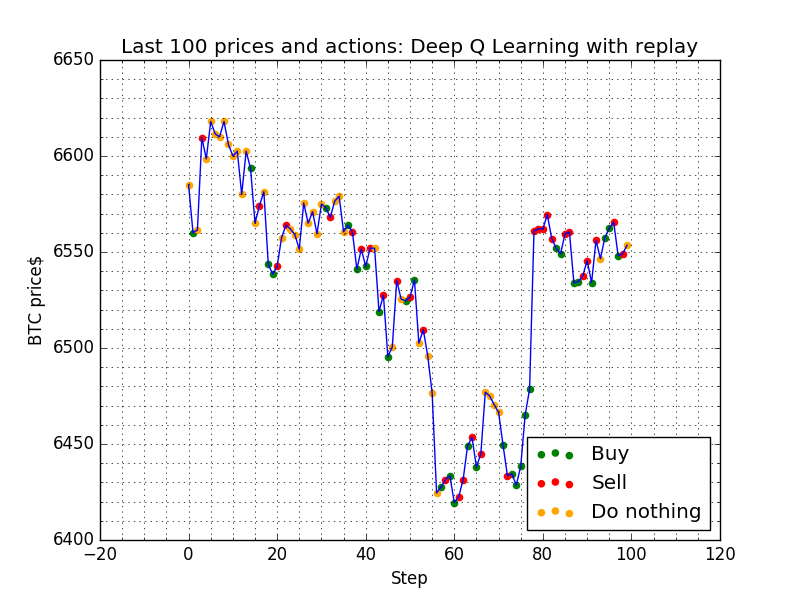 Last 100 prices and actions: Deep Q Learning with replay
6650
6600
6550
6500
6450
6400
BTC price$
Buy
Sell
Do nothing
−20
0
20
40
60
80
100
120
Step